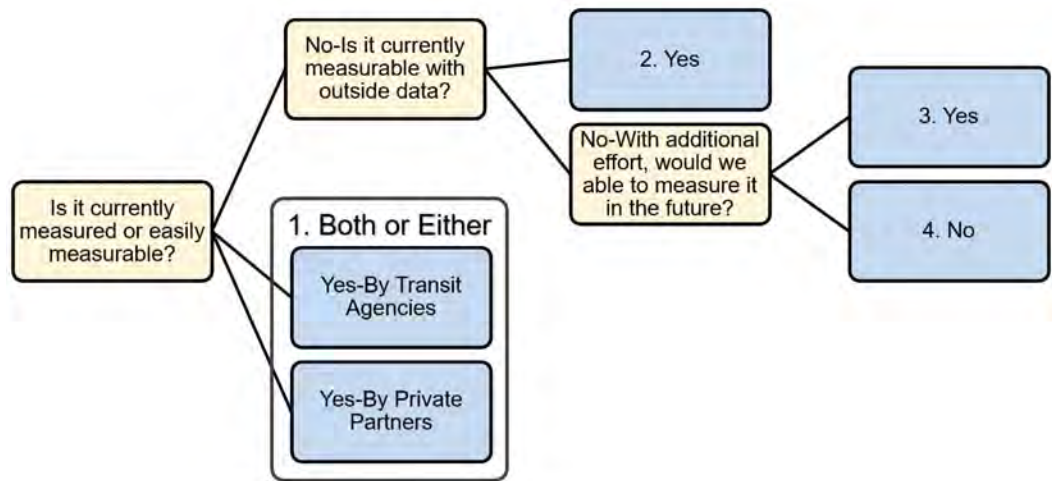 Is it currently
measured or easily
measurable?
No-Is it currently
measurable with
outside data?
2. Yes
No-With additional
effort, would we
able to measure it
in the future?
3. Yes
4. No
1. Both or Either
Yes-By Transit
Agencies
Yes-By Private
Partners